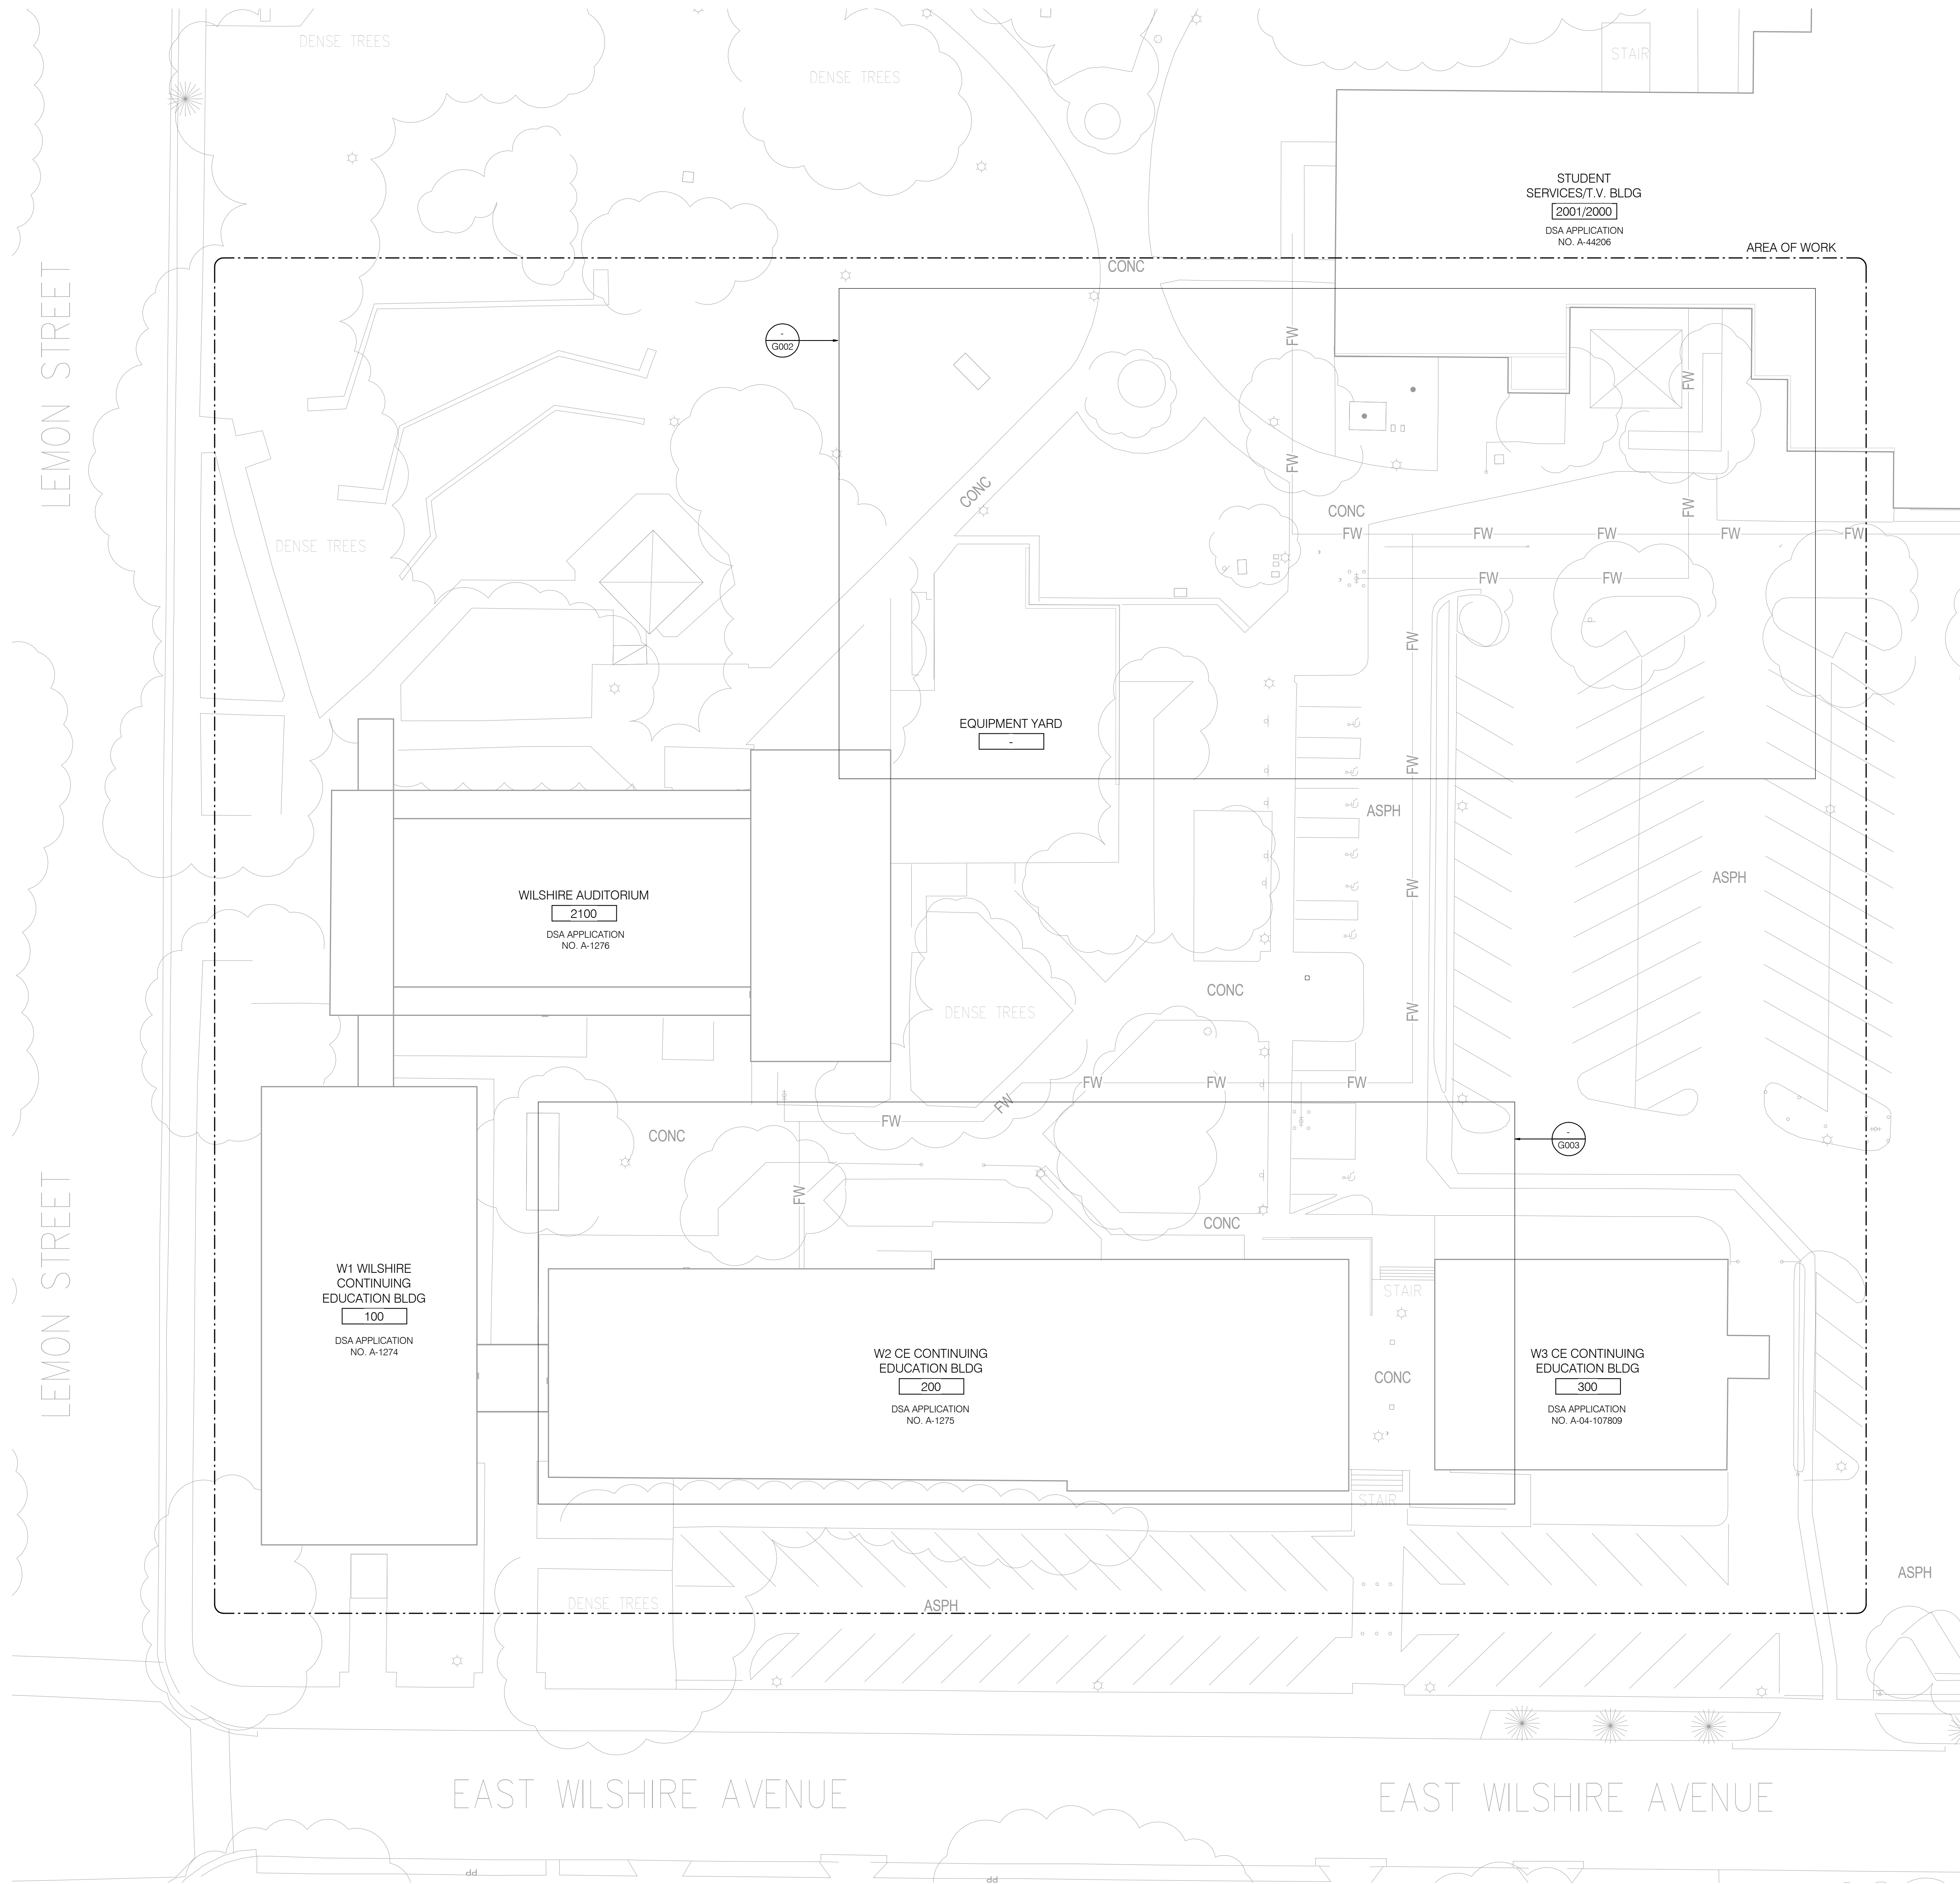 DENSE TREES
DENSE TREES
STAIR
STUDENT
SERVICES/T.V. BLDG
2001/2000
DSA APPLICATION
NO. A-44206
AREA OF WORK
CONC
LEMON STREET
-
G002
FW
FW
FW
CONC
FW
CONC
FW
FW
FW
FW
FW
FW
DENSE TREES
FW
FW
FW
EQUIPMENT YARD
-
FW
ASPH
ASPH
WILSHIRE AUDITORIUM
2100
DSA APPLICATION
NO. A-1276
FW
CONC
DENSE TREES
FW
FW
FW
FW
FW
FW
CONC
-
G003
FW
CONC
LEMON STREET
W1 WILSHIRE
CONTINUING
EDUCATION BLDG
100
DSA APPLICATION
NO. A-1274
STAIR
W2 CE CONTINUING
EDUCATION BLDG
200
DSA APPLICATION
NO. A-1275
CONC
W3 CE CONTINUING
EDUCATION BLDG
300
DSA APPLICATION
NO. A-04-107809
STAIR
ASPH
DENSE TREES
ASPH
EAST WILSHIRE AVENUE
EAST WILSHIRE AVENUE
PP
PP